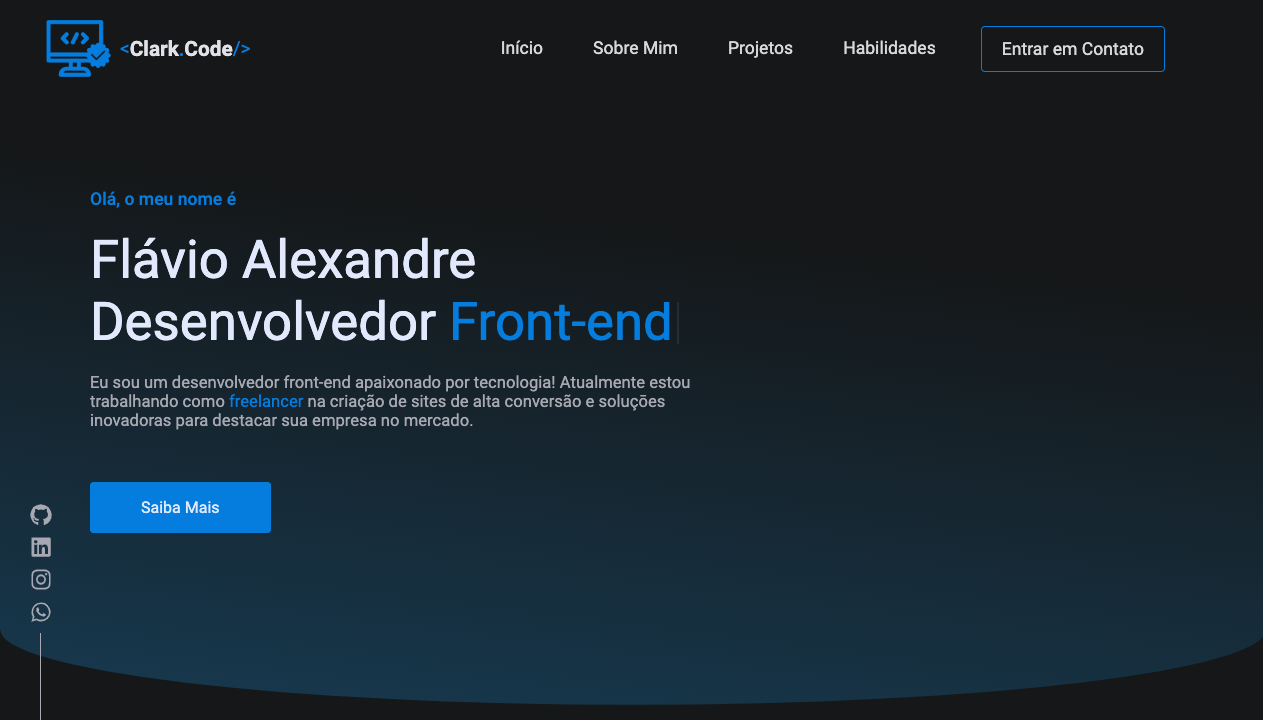 <Clark.Code/>
Início
Sobre Mim
Projetos
Habilidades
Entrar em Contato
Olá, o meu nome é
Flávio Alexandre
Desenvolvedor Front-end
Eu sou um desenvolvedor front-end apaixonado por tecnologia! Atualmente estou
trabalhando como freelancer na criação de sites de alta conversão e soluções
inovadoras para destacar sua empresa no mercado.
Saiba Mais